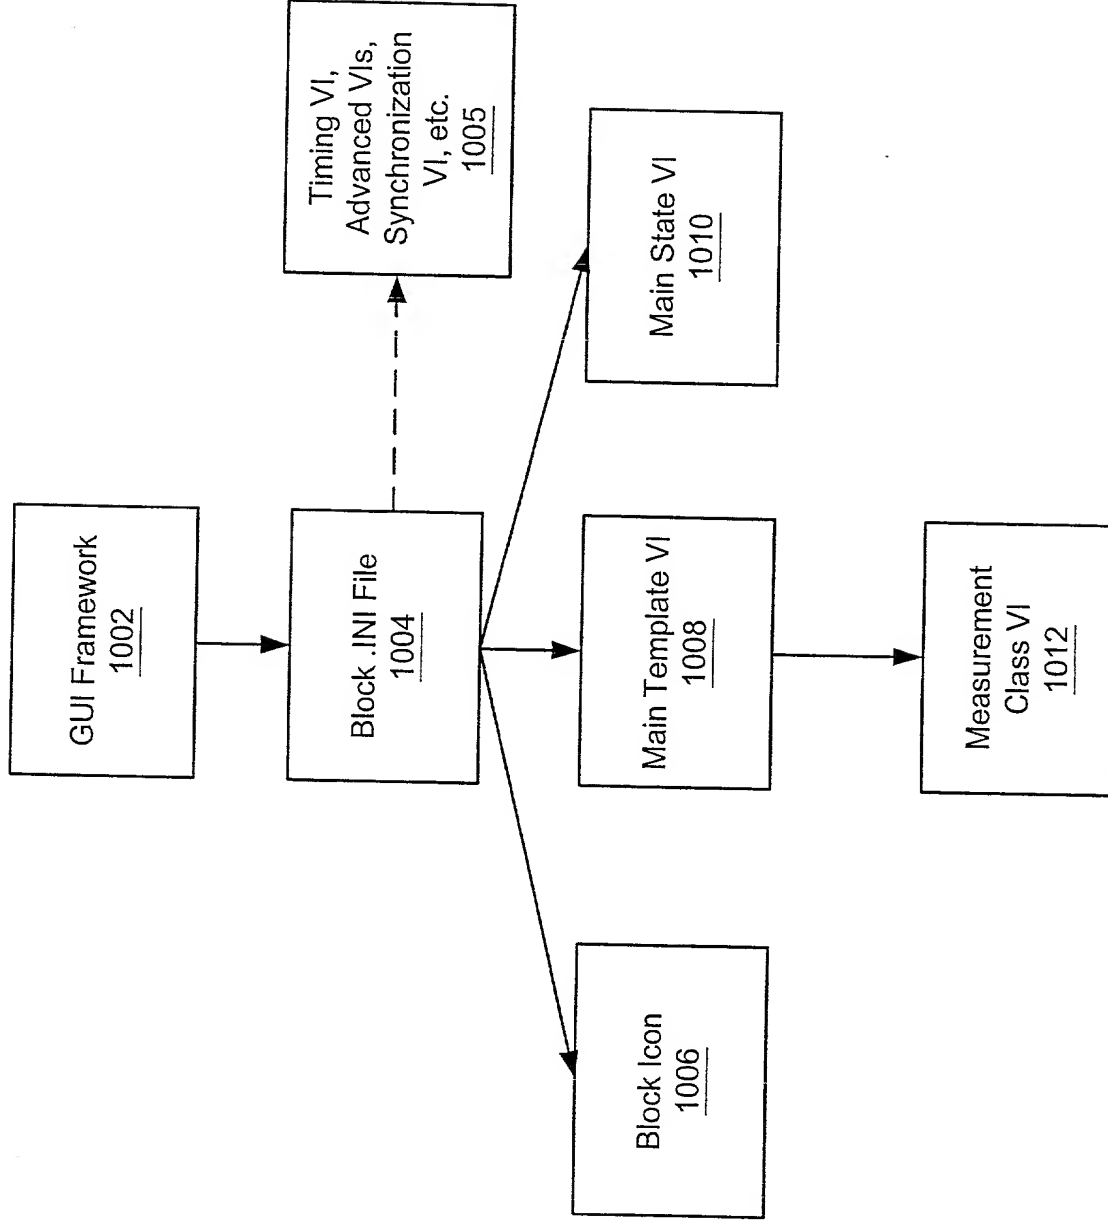 GUI Framework
1002
Block .INI File
1004
Timing VI,
Advanced VIs,
Synchronization
VI, etc.
1005
Block Icon
1006
Main Template VI
1008
Main State VI
1010
Measurement
Class VI
1012